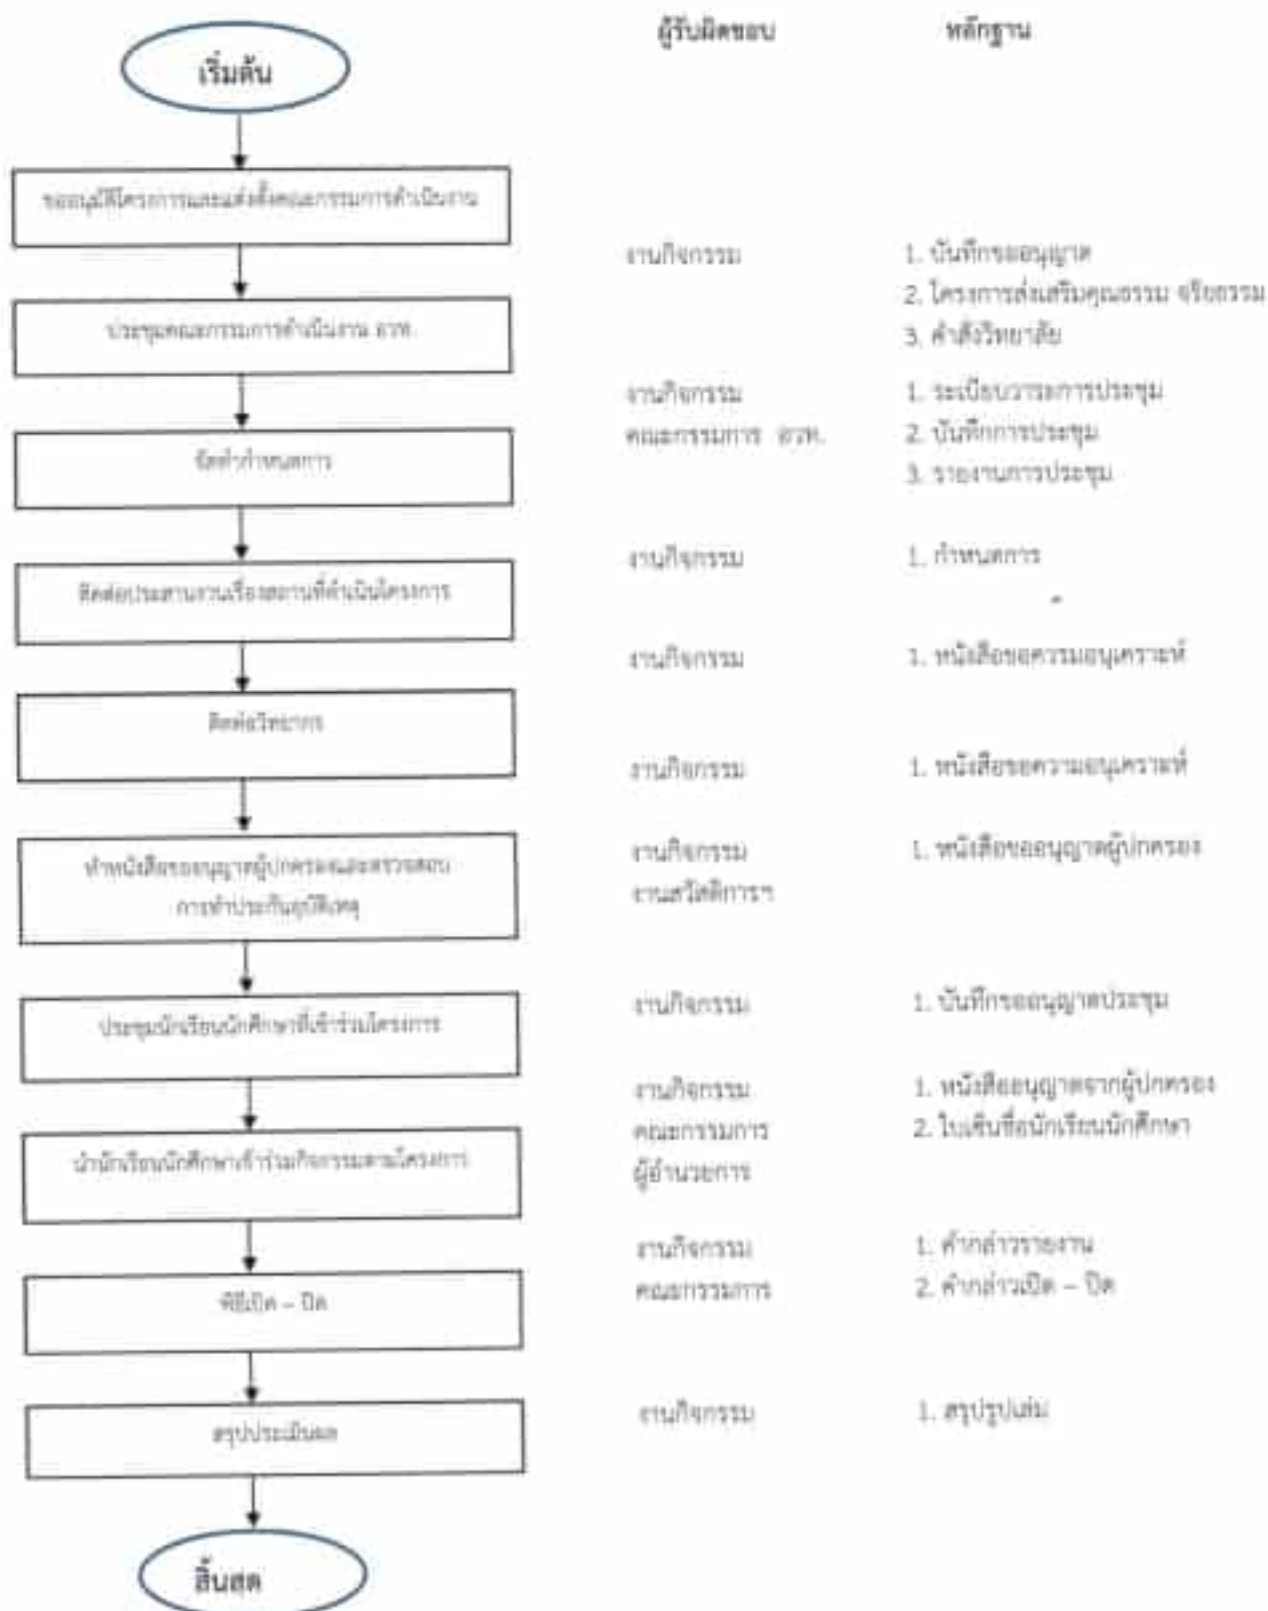 ผู้รับผิดชอบ หลักฐาน
เริ่มต้น
ขออนุมัติโครงการและแต่งตั้งคณะกรรมการดำเนินงาน
งานกิจกรรม 1. บันทึกขออนุญาต
2. โครงการส่งเสริมคุณธรรม จริยธรรม
3. คำสั่งวิทยาลัย
ประชุมคณะกรรมการดำเนินงาน อวท.
งานกิจกรรม 1. ระเบียบวาระการประชุม
คณะกรรมการ อวท. 2. บันทึกการประชุม
3. รายงานการประชุม
จัดทำกำหนดการ
งานกิจกรรม 1. กำหนดการ
ติดต่อประสานงานเรื่องสถานที่ดำเนินโครงการ
งานกิจกรรม 1. หนังสือขอความอนุเคราะห์
ติดต่อวิทยากร
งานกิจกรรม 1. หนังสือขอความอนุเคราะห์
ทำหนังสือขออนุญาตผู้ปกครองและตรวจสอบ
การทำประกันอุบัติเหตุ
งานกิจกรรม 1. หนังสือขออนุญาตผู้ปกครอง
งานสวัสดิการฯ
ประชุมนักเรียนนักศึกษาที่เข้าร่วมโครงการ
งานกิจกรรม 1. บันทึกขออนุญาตประชุม
นำนักเรียนนักศึกษาเข้าร่วมกิจกรรมตามโครงการ
งานกิจกรรม 1. หนังสืออนุญาตจากผู้ปกครอง
คณะกรรมการ 2. ใบเซ็นชื่อนักเรียนนักศึกษา
ผู้อำนวยการ
พิธีเปิด – ปิด
งานกิจกรรม 1. คำกล่าวรายงาน
คณะกรรมการ 2. คำกล่าวเปิด – ปิด
สรุปประเมินผล
งานกิจกรรม 1. สรุปรูปเล่ม
สิ้นสุด